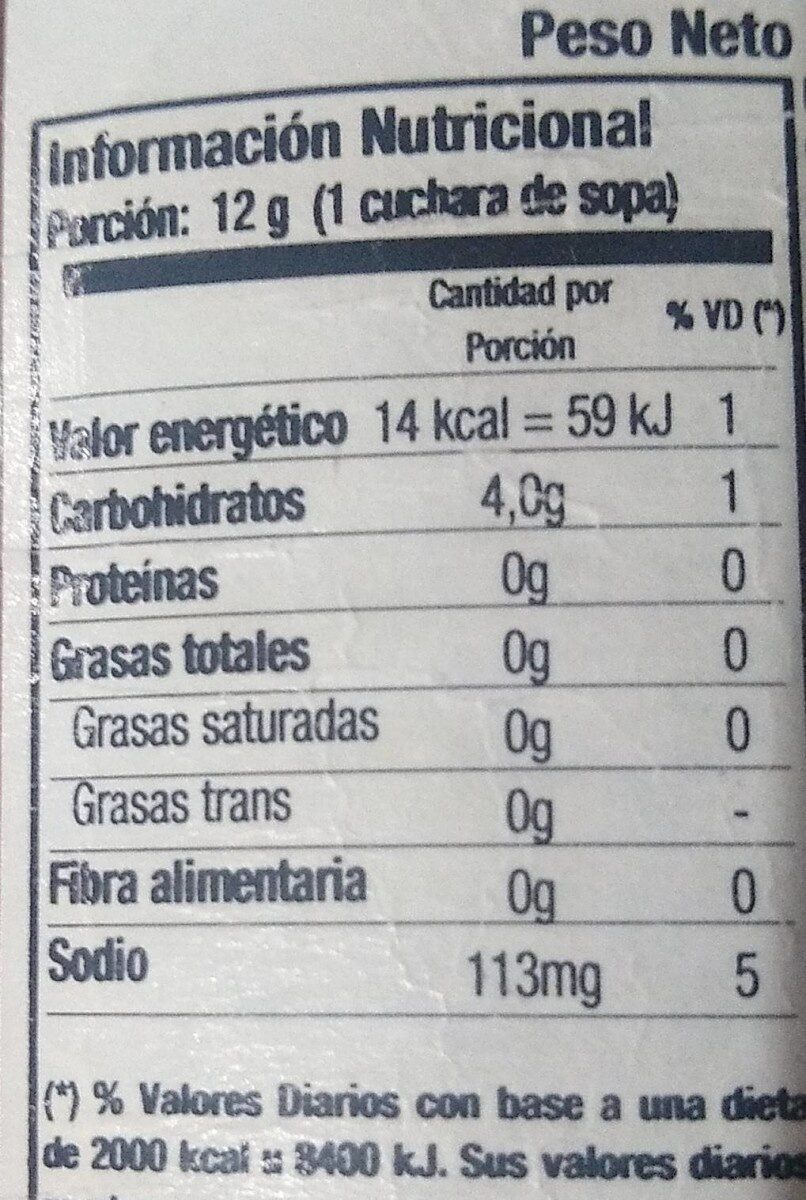 Peso Neto
Información Nutricional
Porción: 12 g (1 cuchara de sopa)
Cantidad por Porción % VD (*)
Valor energético 14 kcal = 59 kJ 1
Carbohidratos 4,0g 1
Proteínas 0g 0
Grasas totales 0g 0
Grasas saturadas 0g 0
Grasas trans 0g -
Fibra alimentaria 0g 0
Sodio 113mg 5
(*) % Valores Diarios con base a una dieta
de 2000 kcal = 8400 kJ. Sus valores diarios